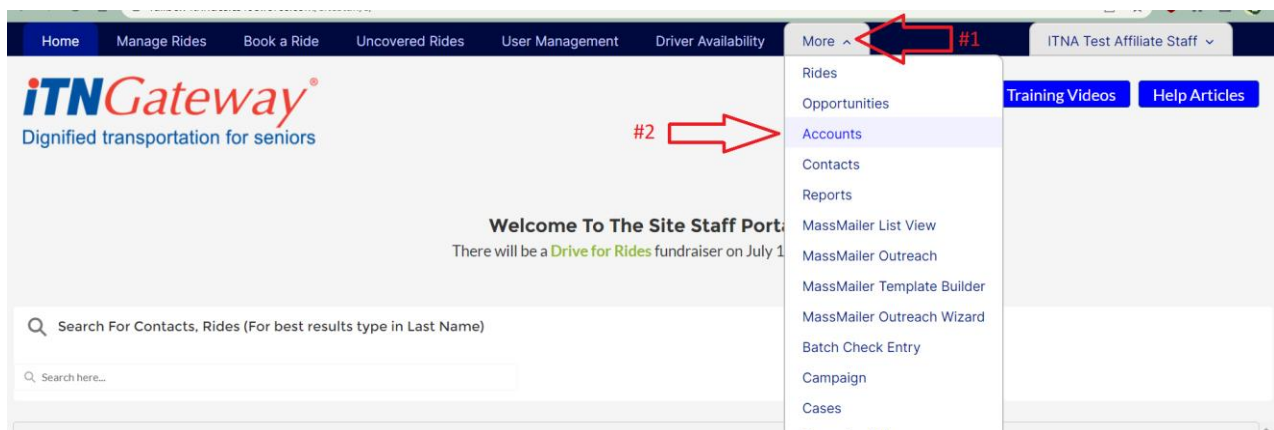 Home Manage Rides Book a Ride Uncovered Rides User Management Driver Availability More #1 ITNA Test Affiliate Staff
iTNGateway®
Dignified transportation for seniors
Training Videos Help Articles
Rides
Opportunities
#2 Accounts
Contacts
Reports
MassMailer List View
MassMailer Outreach
MassMailer Template Builder
MassMailer Outreach Wizard
Batch Check Entry
Campaign
Cases
Welcome To The Site Staff
There will be a Drive for Rides fundraiser on July
Search For Contacts, Rides (For best results type in Last Name)
Search here...